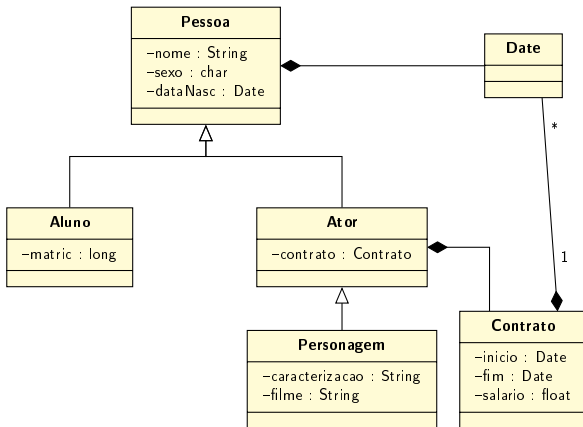 Pessoa
–nome : String
–sexo : char
–dataNasc : Date
Date
*
1
Aluno
–matric : long
Ator
–contrato : Contrato
Personagem
–caracterizacao : String
–filme : String
Contrato
–inicio : Date
–fim : Date
–salario : float